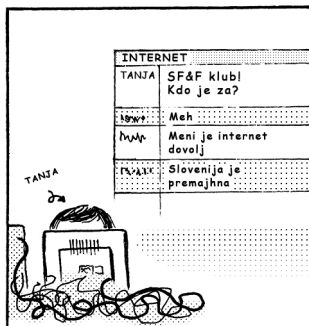 INTERNET
TANJA
SF&F klub!
Kdo je za?
Meh
Meni je internet
dovolj
Slovenija je
premajhna
TANJA